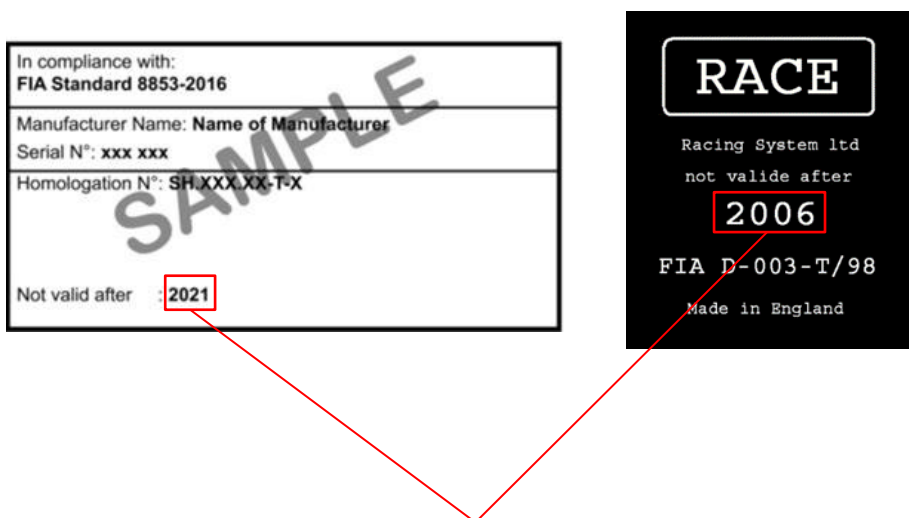 In compliance with:
FIA Standard 8853-2016
Manufacturer Name: Name of Manufacturer
Serial N°: xxx xxx
Homologation N°: SH.XXX.XX-T-X
SAMPLE
Not valid after : 2021
RACE
Racing System ltd
not valide after
2006
FIA D-003-T/98
Made in England